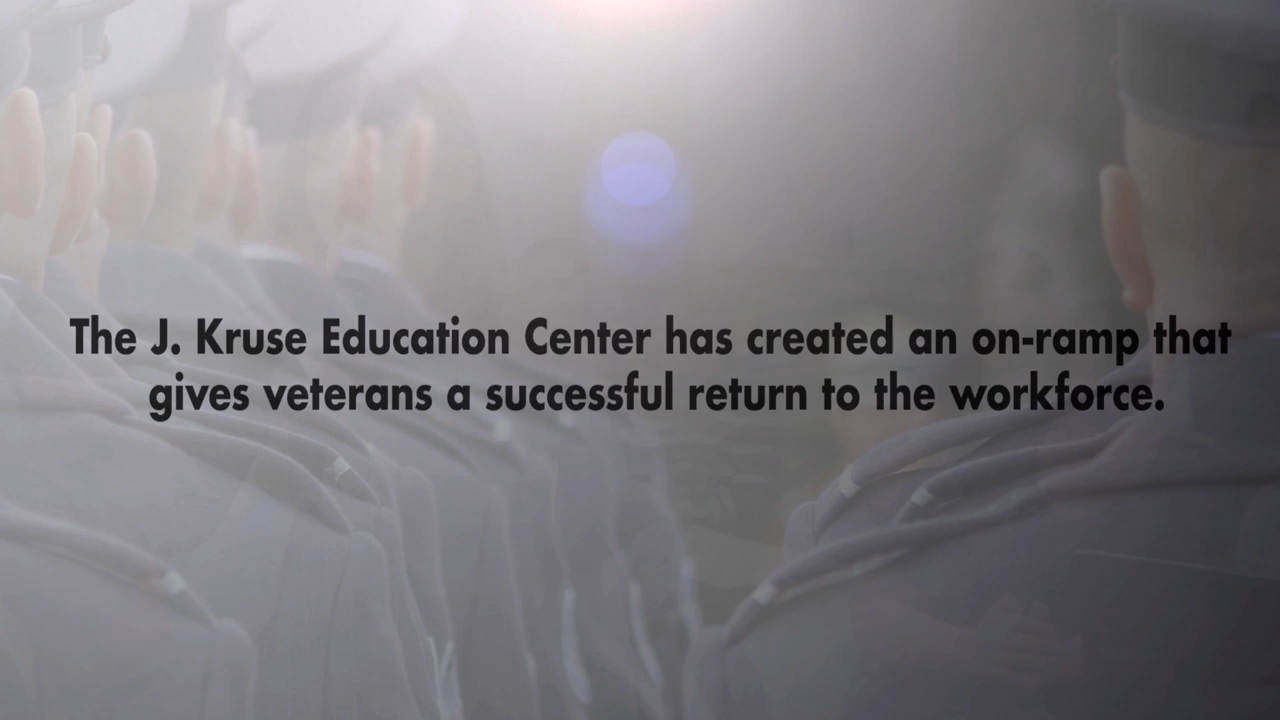 The J. Kruse Education Center has created an on-ramp that
gives veterans a successful return to the workforce.